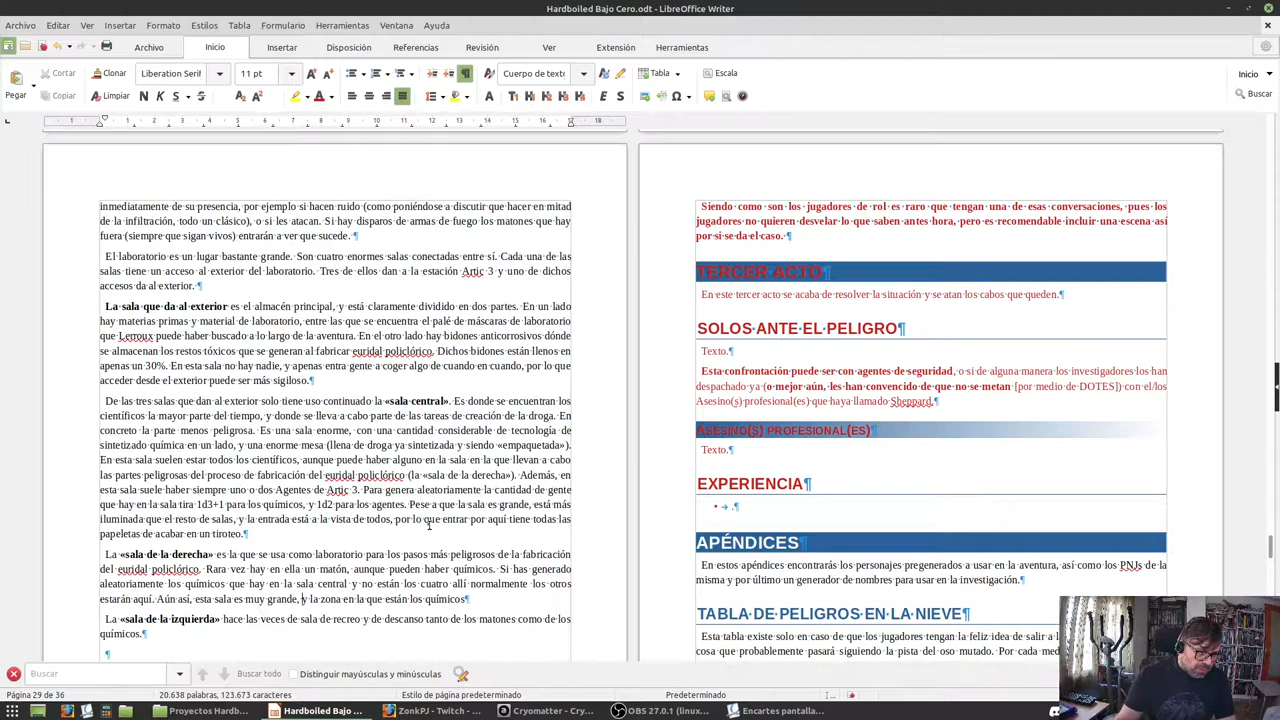 Hardboiled Bajo Cero.odt - LibreOffice Writer
Archivo Editar Ver Insertar Formato Estilos Tabla Formulario Herramientas Ventana Ayuda
Archivo Inicio Insertar Disposición Referencias Revisión Ver Extensión Herramientas
Cortar Clonar Liberation Serif 11 pt Cuerpo de texto Tabla Escala Inicio
Pegar Copiar Limpiar Buscar
inmediatamente de su presencia, por ejemplo si hacen ruido (como poniéndose a discutir que hacer en mitad
de la infiltración, todo un clásico), o si les atacan. Si hay disparos de armas de fuego los matones que hay
fuera (siempre que sigan vivos) entrarán a ver que sucede. ¶
El laboratorio es un lugar bastante grande. Son cuatro enormes salas conectadas entre sí. Cada una de las
salas tiene un acceso al exterior del laboratorio. Tres de ellos dan a la estación Artic 3 y uno de dichos
accesos da al exterior. ¶
La sala que da al exterior es el almacén principal, y está claramente dividido en dos partes. En un lado
hay materias primas y material de laboratorio, entre las que se encuentra el palé de máscaras de laboratorio
que Leroux puede haber buscado a lo largo de la aventura. En el otro lado hay bidones anticorrosivos dónde
se almacenan los restos tóxicos que se generan al fabricar euridal policlórico. Dichos bidones están llenos en
apenas un 30%. En esta sala no hay nadie, y apenas entra gente a coger algo de cuando en cuando, por lo que
acceder desde el exterior puede ser más sigiloso.¶
De las tres salas que dan al exterior solo tiene uso continuado la «sala central». Es donde se encuentran los
científicos la mayor parte del tiempo, y donde se lleva a cabo parte de las tareas de creación de la droga. En
concreto la parte menos peligrosa. Es una sala enorme, con una cantidad considerable de tecnología de
síntesis química en un lado, y una enorme mesa (llena de droga ya sintetizada y siendo «empaquetada»).
En esta sala suelen estar todos los científicos, aunque puede haber alguno en la sala en la que llevan a cabo
las partes peligrosas del proceso de fabricación del euridal policlórico (la «sala de la derecha»). Además, en
esta sala suele haber siempre uno o dos Agentes de Artic 3. Para genera aleatoriamente la cantidad de gente
que hay en la sala tira 1d3+1 para los químicos, y 1d2 para los agentes. Pese a que la sala es grande, está más
iluminada que el resto de salas, y la entrada está a la vista de todos, por lo que entrar por aquí tiene todas las
papeletas de acabar en un tiroteo.¶
La «sala de la derecha» es la que se usa como laboratorio para los pasos más peligrosos de la fabricación
del euridal policlórico. Rara vez hay en ella un matón, aunque pueden haber químicos. Si has generado
aleatoriamente los químicos que hay en la sala central y no están los cuatro allí normalmente los otros
estarán aquí. Aún así, esta sala es muy grande, y la zona en la que están los químicos¶
La «sala de la izquierda» hace las veces de sala de recreo y de descanso tanto de los matones como de los
químicos.¶
¶
Siendo como son los jugadores de rol es raro que tengan una de esas conversaciones, pues los
jugadores no quieren desvelar lo que saben antes hora, pero es recomendable incluir una escena así
por si se da el caso. ¶
TERCER ACTO¶
En este tercer acto se acaba de resolver la situación y se atan los cabos que queden.¶
SOLOS ANTE EL PELIGRO¶
Texto.¶
Esta confrontación puede ser con agentes de seguridad, o si de alguna manera los investigadores los han
despachado ya (o mejor aún, les han convencido de que no se metan [por medio de DOTES]) con el/los
Asesino(s) profesional(es) que haya llamado Sheppard.¶
ASESINO(S) PROFESIONAL(ES)¶
Texto.¶
EXPERIENCIA¶
• → .¶
APÉNDICES¶
En estos apéndices encontrarás los personajes pregenerados a usar en la aventura, así como los PNJs de la
misma y por último un generador de nombres para usar en la investigación.¶
TABLA DE PELIGROS EN LA NIEVE¶
Esta tabla existe solo en caso de que los jugadores tengan la feliz idea de salir a
cosa que probablemente pasará siguiendo la pista del oso mutado. Por cada
Buscar Buscar todo Distinguir mayúsculas y minúsculas
Página 29 de 36 20.638 palabras, 123.673 caracteres Estilo de página predeterminado Predeterminado
Proyectos Hardb... Hardboiled Bajo ... ZonkPJ - Twitch - ... Cryomatter - Cry... OBS 27.0.1 (linux... Encartes pantalla...